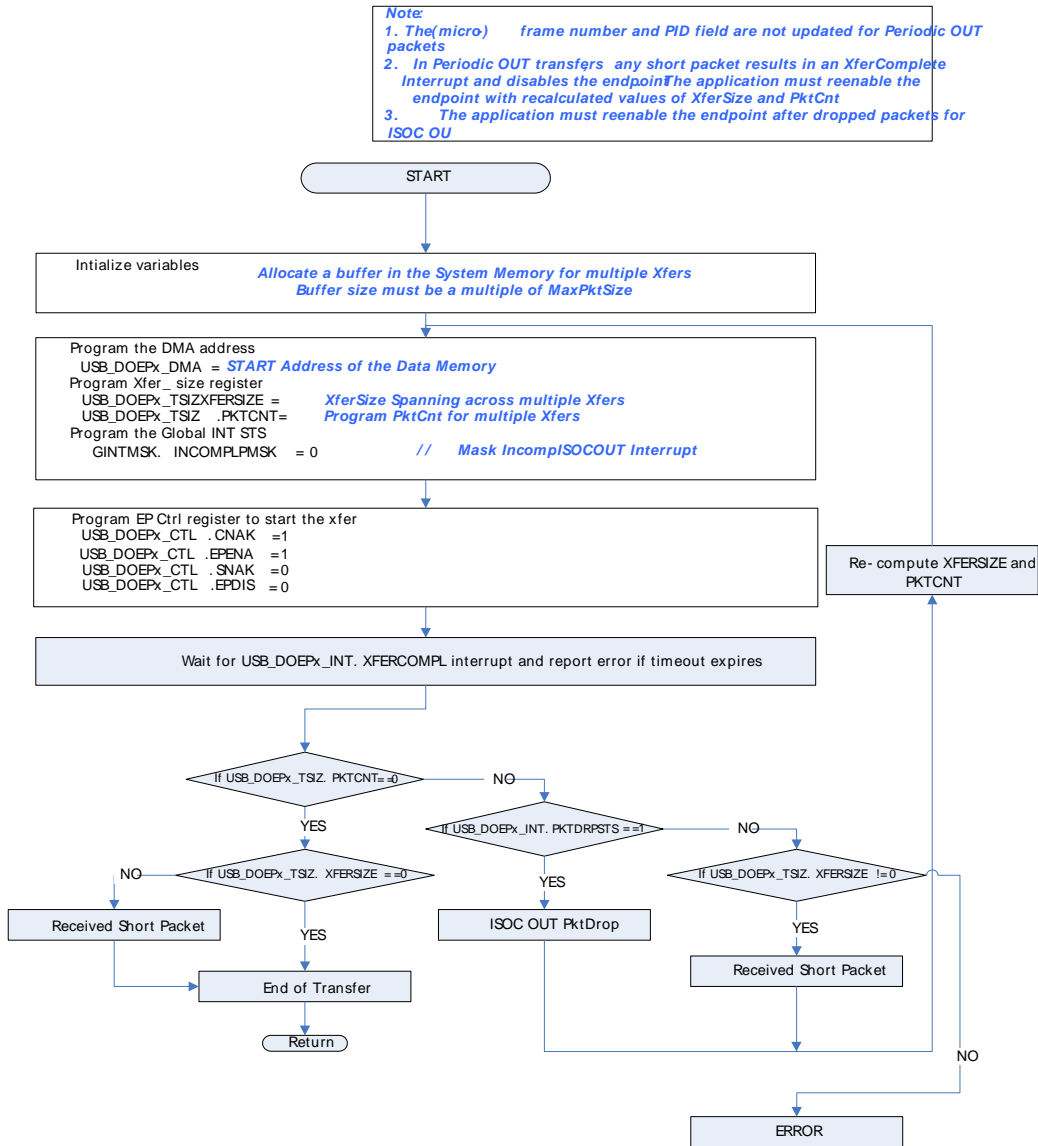 Note:
1. The(micro-) frame number and PID field are not updated for Periodic OUT
packets
2. In Periodic OUT transfers, any short packet results in an XferComplete
Interrupt and disables the endpoint. The application must reenable the
endpoint with recalculated values of XferSize and PktCnt
3. The application must reenable the endpoint after dropped packets for
ISOC OU
START
Intialize variables
Allocate a buffer in the System Memory for multiple Xfers
Buffer size must be a multiple of MaxPktSize
Program the DMA address
USB_DOEPx_DMA = START Address of the Data Memory
Program Xfer_ size register
USB_DOEPx_TSIZXFERSIZE = XferSize Spanning across multiple Xfers
USB_DOEPx_TSIZ .PKTCNT= Program PktCnt for multiple Xfers
Program the Global INT STS
GINTMSK. INCOMPLPMSK = 0 // Mask IncompISOCOUT Interrupt
Program EP Ctrl register to start the xfer
USB_DOEPx_CTL .CNAK =1
USB_DOEPx_CTL .EPENA =1
USB_DOEPx_CTL .SNAK =0
USB_DOEPx_CTL .EPDIS =0
Re- compute XFERSIZE and
PKTCNT
Wait for USB_DOEPx_INT. XFERCOMPL interrupt and report error if timeout expires
If USB_DOEPx_TSIZ. PKTCNT==0
NO
YES
If USB_DOEPx_INT. PKTDRPSTS ==1
NO
NO
If USB_DOEPx_TSIZ. XFERSIZE ==0
YES
If USB_DOEPx_TSIZ. XFERSIZE !=0
Received Short Packet
YES
ISOC OUT PktDrop
YES
Received Short Packet
End of Transfer
Return
NO
ERROR